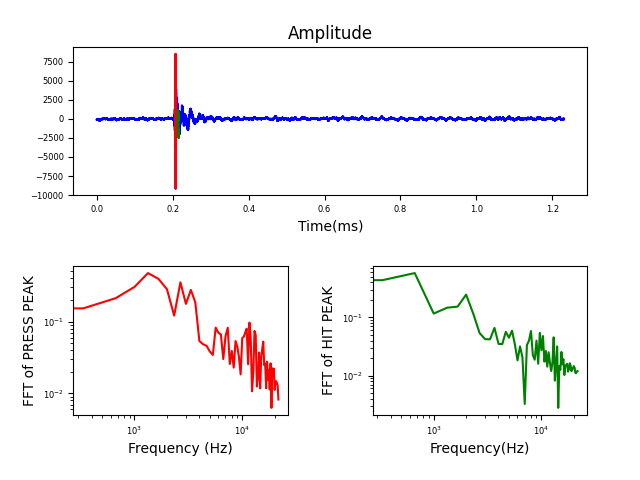 Amplitude
7500
5000
2500
0
−2500
−5000
−7500
−10000
0.0 0.2 0.4 0.6 0.8 1.0 1.2
Time(ms)
FFT of PRESS PEAK
10⁻¹
10⁻²
10³ 10⁴
Frequency (Hz)
FFT of HIT PEAK
10⁻¹
10⁻²
10³ 10⁴
Frequency(Hz)